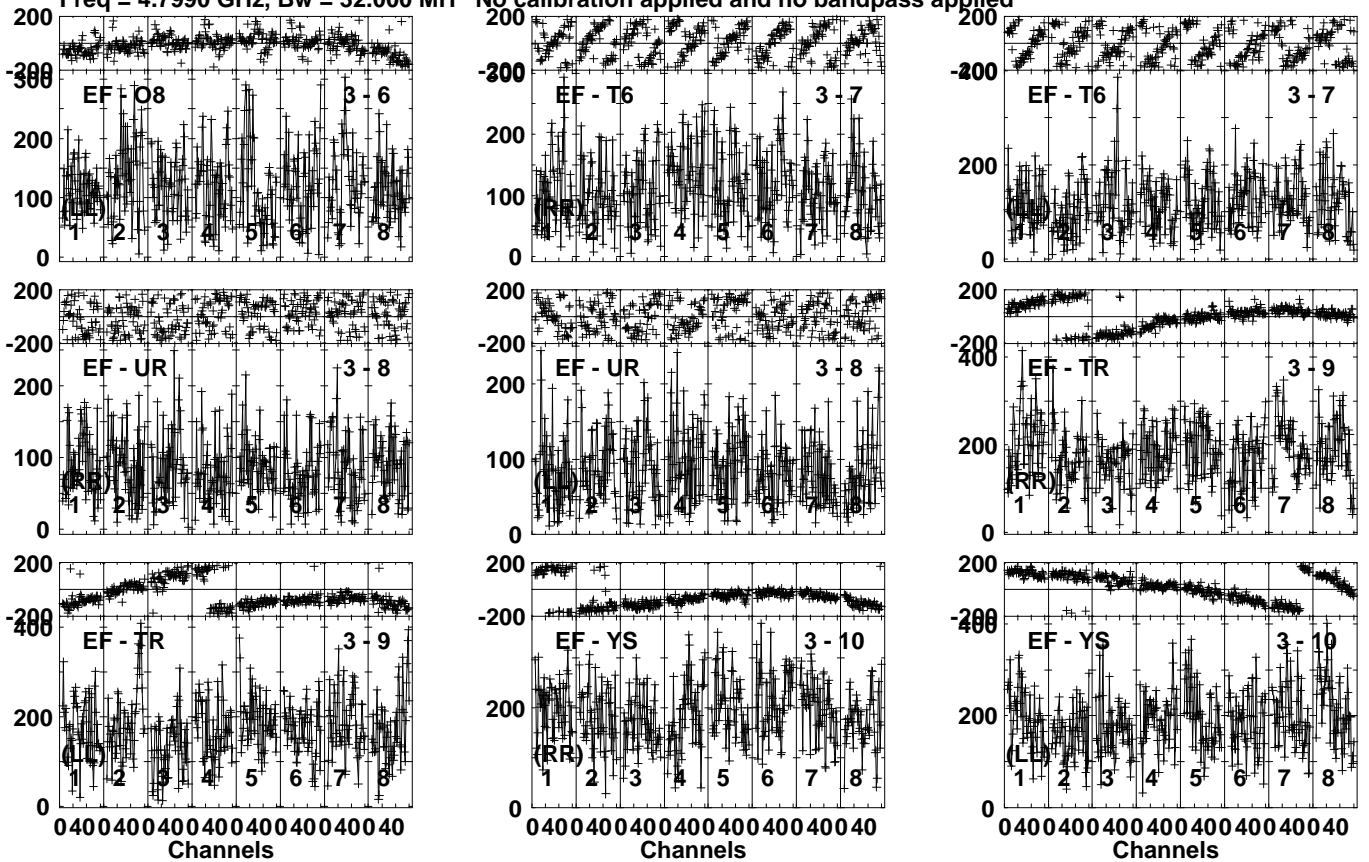 Freq = 4.7990 GHz, Bw = 32.000 MH No calibration applied and no bandpass applied
200 200 200
-200 -200 -200
300 200 400
EF - O8 3 - 6 EF - T6 3 - 7 EF - T6 3 - 7
200 200 200
100 100 100
(LL) (RR) (LL)
1 2 3 4 5 6 7 8 1 2 3 4 5 6 7 8 1 2 3 4 5 6 7 8
0 0 0
200 200 200
-200 -200 -200
400
EF - UR 3 - 8 EF - UR 3 - 8 EF - TR 3 - 9
200 200 200
100 100
(RR) (LL) (RR)
1 2 3 4 5 6 7 8 1 2 3 4 5 6 7 8 1 2 3 4 5 6 7 8
0 0 0
200 200 200
-200 -200 -200
400 400
EF - TR 3 - 9 EF - YS 3 - 10 EF - YS 3 - 10
200 200 200
(LL) (RR) (LL)
1 2 3 4 5 6 7 8 1 2 3 4 5 6 7 8 1 2 3 4 5 6 7 8
0 0 0
0 40 0 40 0 40 0 40 0 40 0 40 0 40 0 40 0 40 0 40 0 40 0 40 0 40 0 40 0 40 0 40 0 40 0 40 0 40 0 40 0 40 0 40 0 40 0 40
Channels Channels Channels